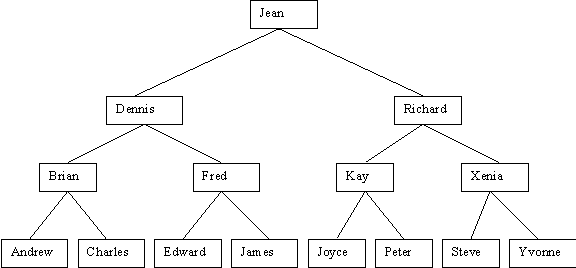 Jean
Dennis
Richard
Brian
Fred
Kay
Xenia
Andrew
Charles
Edward
James
Joyce
Peter
Steve
Yvonne